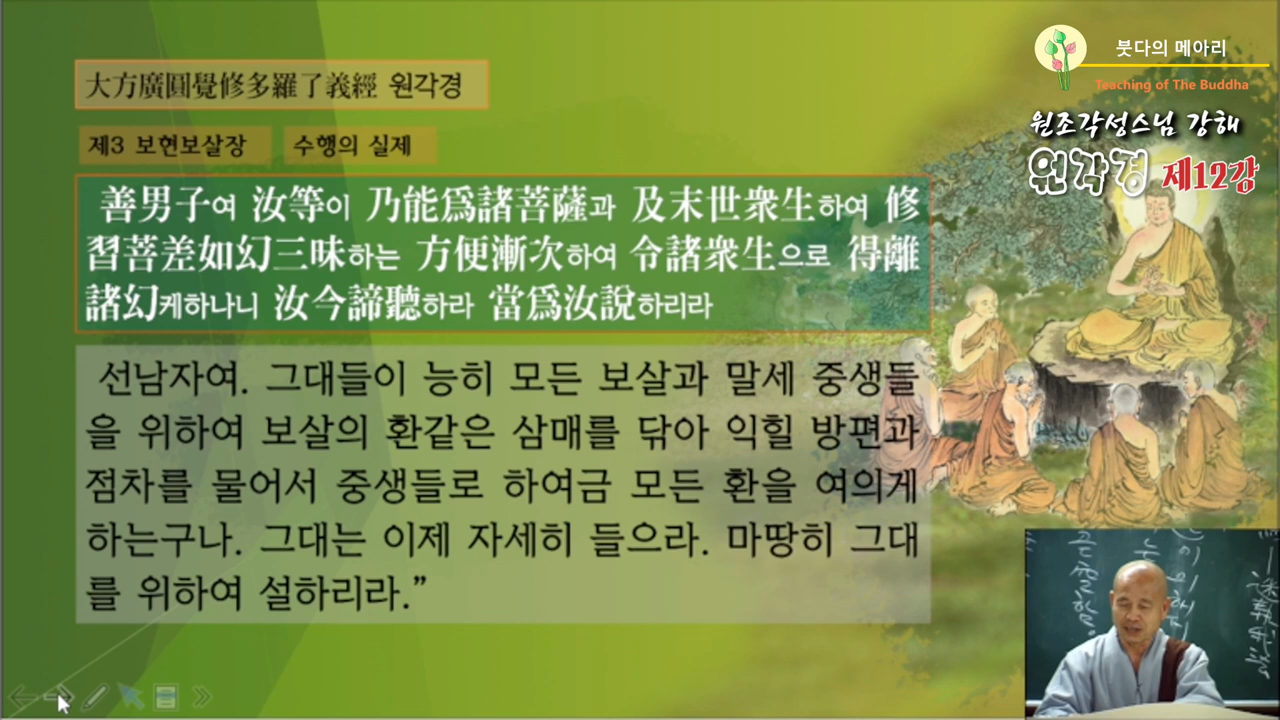 大方廣圓覺修多羅了義經 원각경
제3 보현보살장
수행의 실제
善男子여 汝等이 乃能爲諸菩薩과 及末世衆生하여 修
習菩差如幻三昧하는 方便漸次하여 令諸衆生으로 得離
諸幻케하나니 汝今諦聽하라 當爲汝說하리라
선남자여. 그대들이 능히 모든 보살과 말세 중생들
을 위하여 보살의 환같은 삼매를 닦아 익힐 방편과
점차를 물어서 중생들로 하여금 모든 환을 여의게
하는구나. 그대는 이제 자세히 들으라. 마땅히 그대
를 위하여 설하리라.”
붓다의 메아리
Teaching of The Buddha
원조각성스님 강해
원각경 제12강